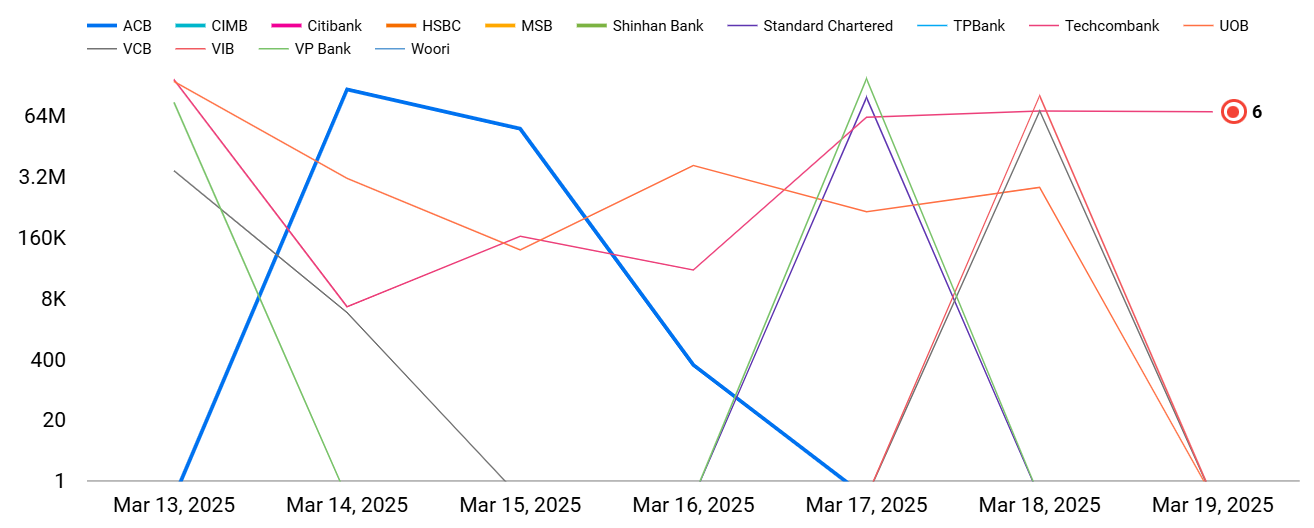 ACB CIMB Citibank HSBC MSB Shinhan Bank Standard Chartered TPBank Techcombank UOB
VCB VIB VP Bank Woori
64M
6
3.2M
160K
8K
400
20
1
Mar 13, 2025 Mar 14, 2025 Mar 15, 2025 Mar 16, 2025 Mar 17, 2025 Mar 18, 2025 Mar 19, 2025